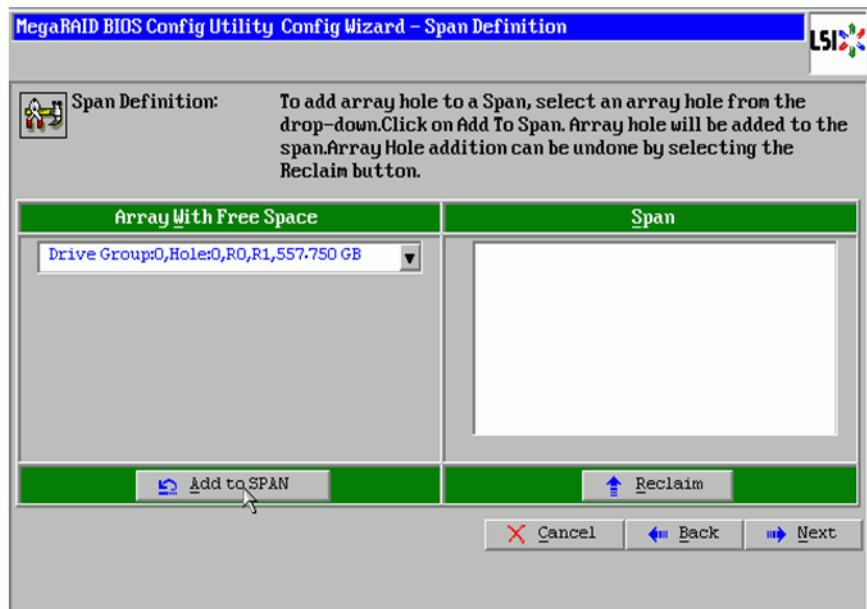 MegaRAID BIOS Config Utility Config Wizard - Span Definition
LSI
Span Definition:
To add array hole to a Span, select an array hole from the
drop-down.Click on Add To Span. Array hole will be added to the
span.Array Hole addition can be undone by selecting the
Reclaim button.
Array With Free Space
Span
Drive Group:0,Hole:0,R0,R1,557.750 GB
Add to SPAN
Reclaim
Cancel
Back
Next